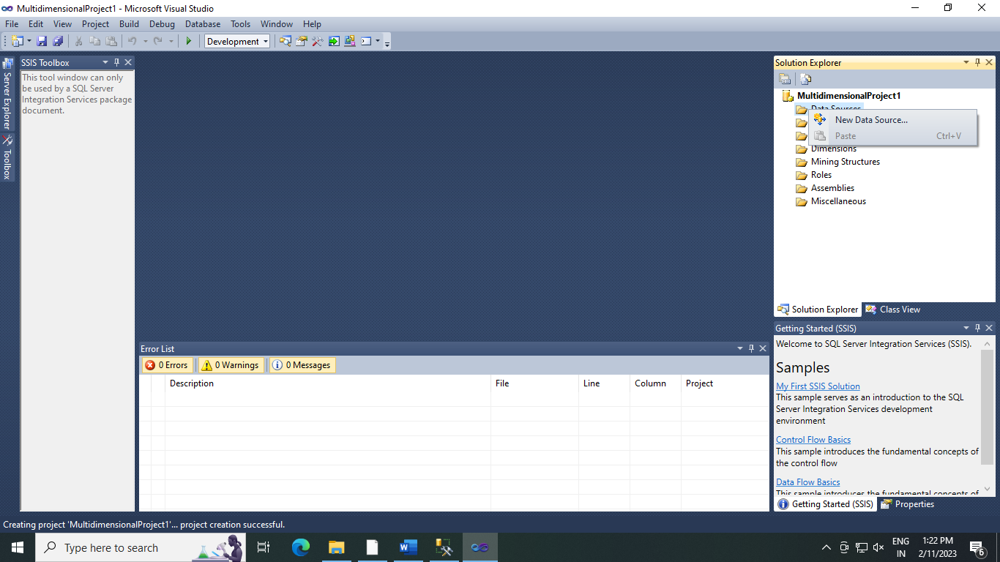 MultidimensionalProject1 - Microsoft Visual Studio
File Edit View Project Build Debug Database Tools Window Help
Development
Server Explorer
Toolbox
SSIS Toolbox
This tool window can only
be used by a SQL Server
Integration Services package
document.
Solution Explorer
MultidimensionalProject1
Data Sources
New Data Source...
Paste Ctrl+V
Dimensions
Mining Structures
Roles
Assemblies
Miscellaneous
Solution Explorer Class View
Getting Started (SSIS)
Welcome to SQL Server Integration Services (SSIS).
Samples
My First SSIS Solution
This sample serves as an introduction to the SQL
Server Integration Services development
environment
Control Flow Basics
This sample introduces the fundamental concepts of
the control flow
Data Flow Basics
This sample introduces the fundamental concepts of
Getting Started (SSIS) Properties
Error List
0 Errors 0 Warnings 0 Messages
Description File Line Column Project
Creating project 'MultidimensionalProject1'... project creation successful.
Type here to search
ENG
IN
1:22 PM
2/11/2023
6